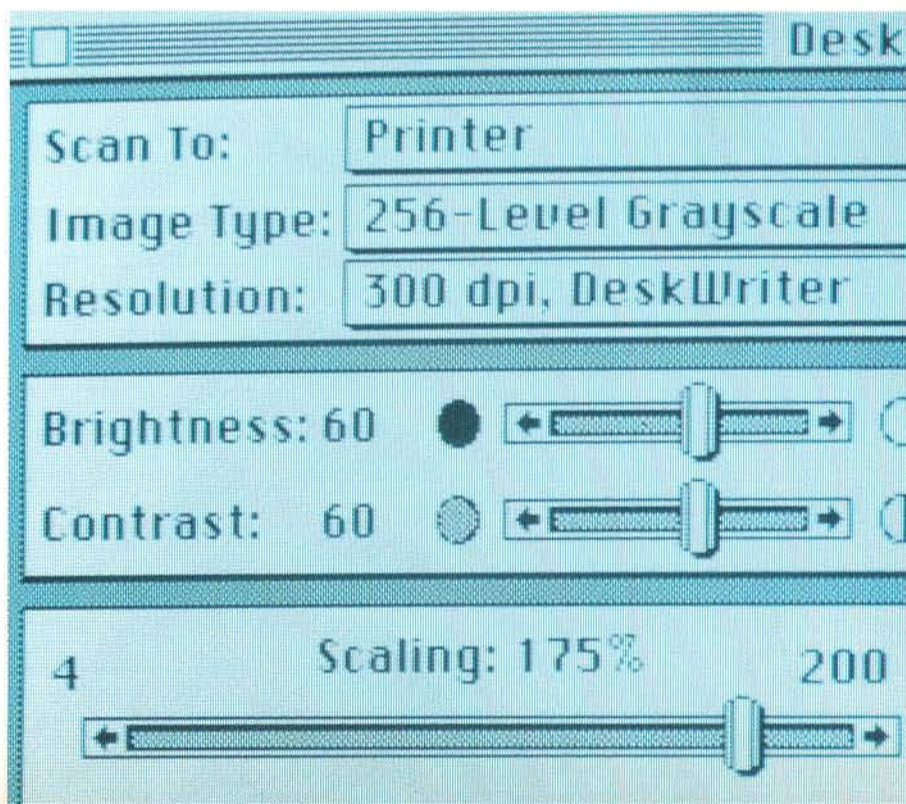 Desk
Scan To: Printer
Image Type: 256-Level Grayscale
Resolution: 300 dpi, DeskWriter
Brightness: 60
Contrast: 60
Scaling: 175%
4 200